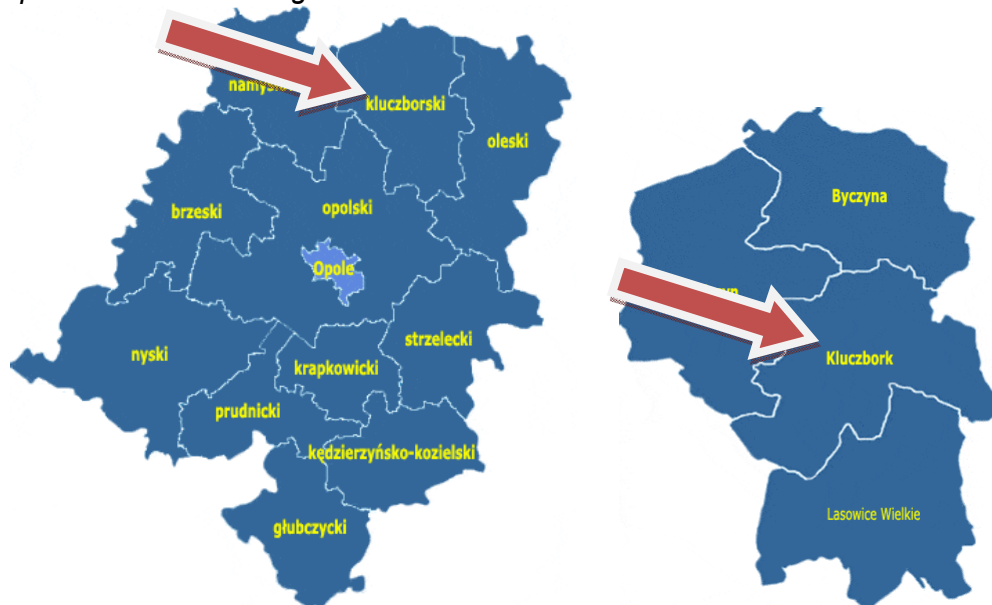 kluczborski
oleski
brzeski
opolski
Opole
strzelecki
nyski
krapkowicki
prudnicki
kędzierzyńsko-kozielski
głubczycki
Byczyna
Kluczbork
Lasowice Wielkie